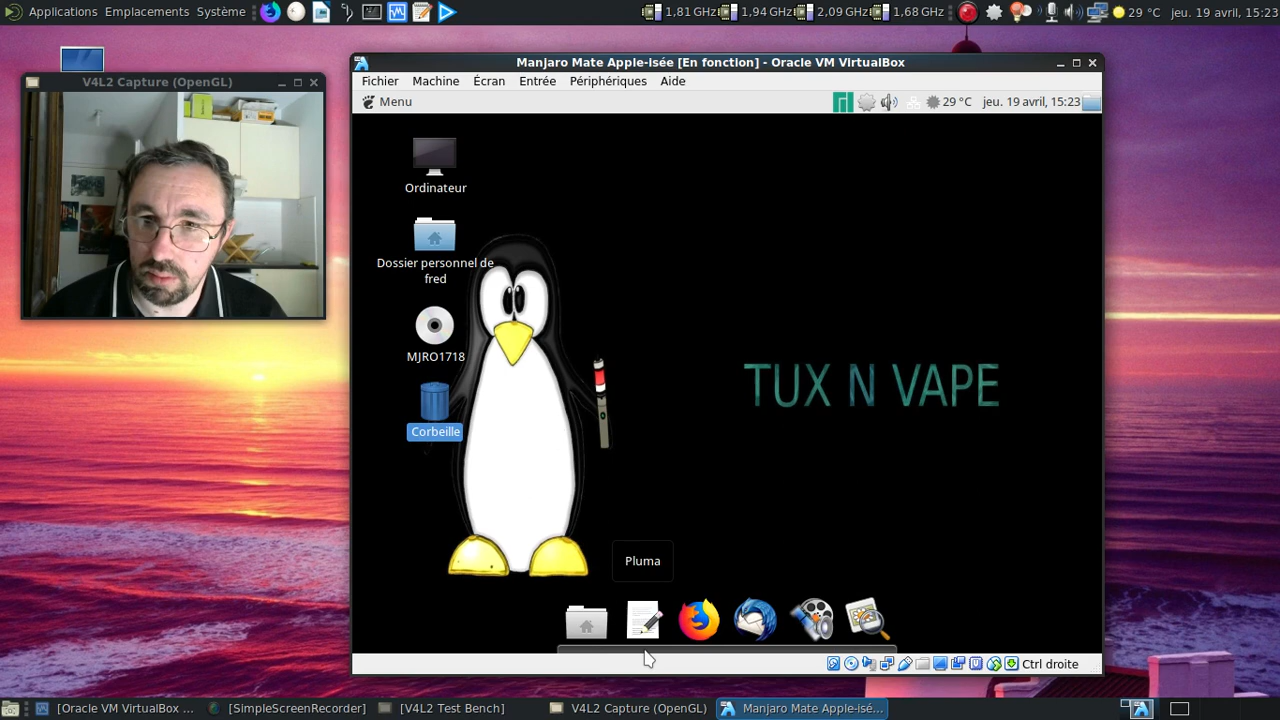 Applications Emplacements Système
1,81 GHz 1,94 GHz 2,09 GHz 1,68 GHz 29 °C jeu. 19 avril, 15:23
V4L2 Capture (OpenGL)
Manjaro Mate Apple-isée [En fonction] - Oracle VM VirtualBox
Fichier Machine Écran Entrée Périphériques Aide
Menu 29 °C jeu. 19 avril, 15:23
Ordinateur
Dossier personnel de
fred
MJRO1718
Corbeille
TUX N VAPE
Pluma
Ctrl droite
[Oracle VM VirtualBox ... [SimpleScreenRecorder] [V4L2 Test Bench] V4L2 Capture (OpenGL) Manjaro Mate Apple-isé...